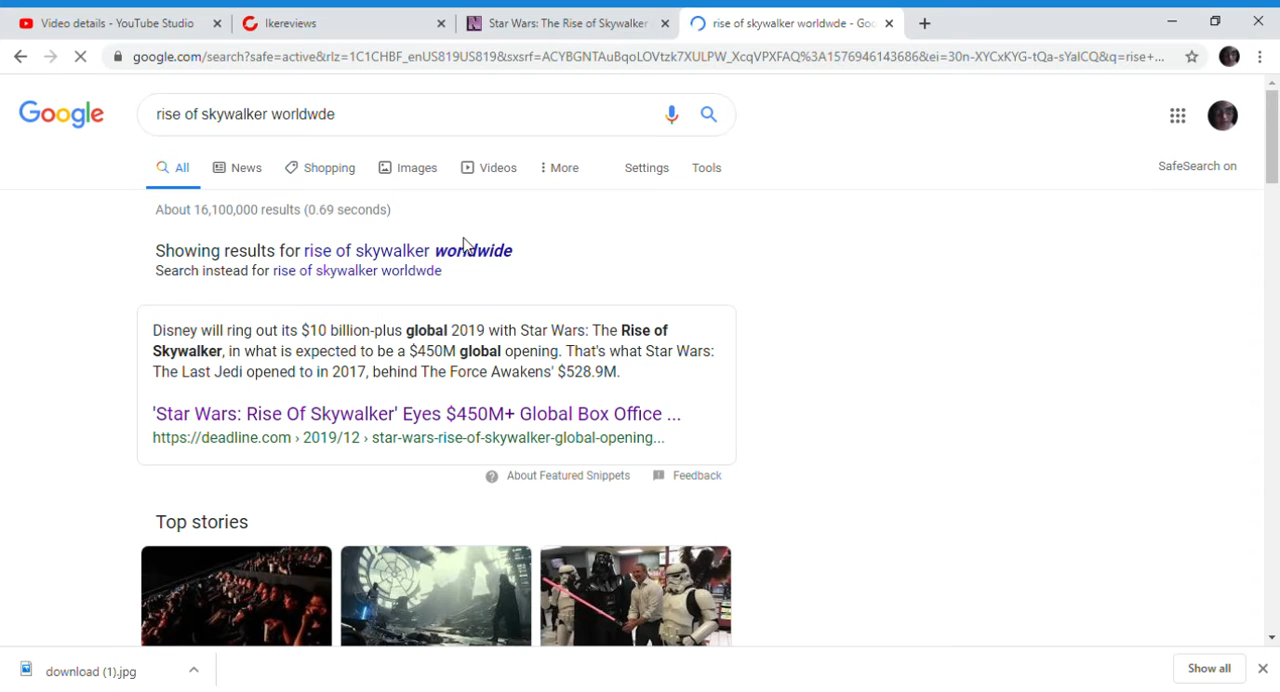 Video details - YouTube Studio
Ikereviews
Star Wars: The Rise of Skywalker
rise of skywalker worldwde - Goo
google.com/search?safe=active&rlz=1C1CHBF_enUS819US819&sxsrf=ACYBGNTAuBqoLOVtzk7XULPW_XcqVPXFAQ%3A1576946143686&ei=30n-XYCxKYG-tQa-sYaICQ&q=rise+...
Google
rise of skywalker worldwde
All
News
Shopping
Images
Videos
More
Settings
Tools
SafeSearch on
About 16,100,000 results (0.69 seconds)
Showing results for rise of skywalker worldwide
Search instead for rise of skywalker worldwde
Disney will ring out its $10 billion-plus global 2019 with Star Wars: The Rise of
Skywalker, in what is expected to be a $450M global opening. That's what Star Wars:
The Last Jedi opened to in 2017, behind The Force Awakens' $528.9M.
'Star Wars: Rise Of Skywalker' Eyes $450M+ Global Box Office ...
https://deadline.com › 2019/12 › star-wars-rise-of-skywalker-global-opening...
About Featured Snippets
Feedback
Top stories
download (1).jpg
Show all